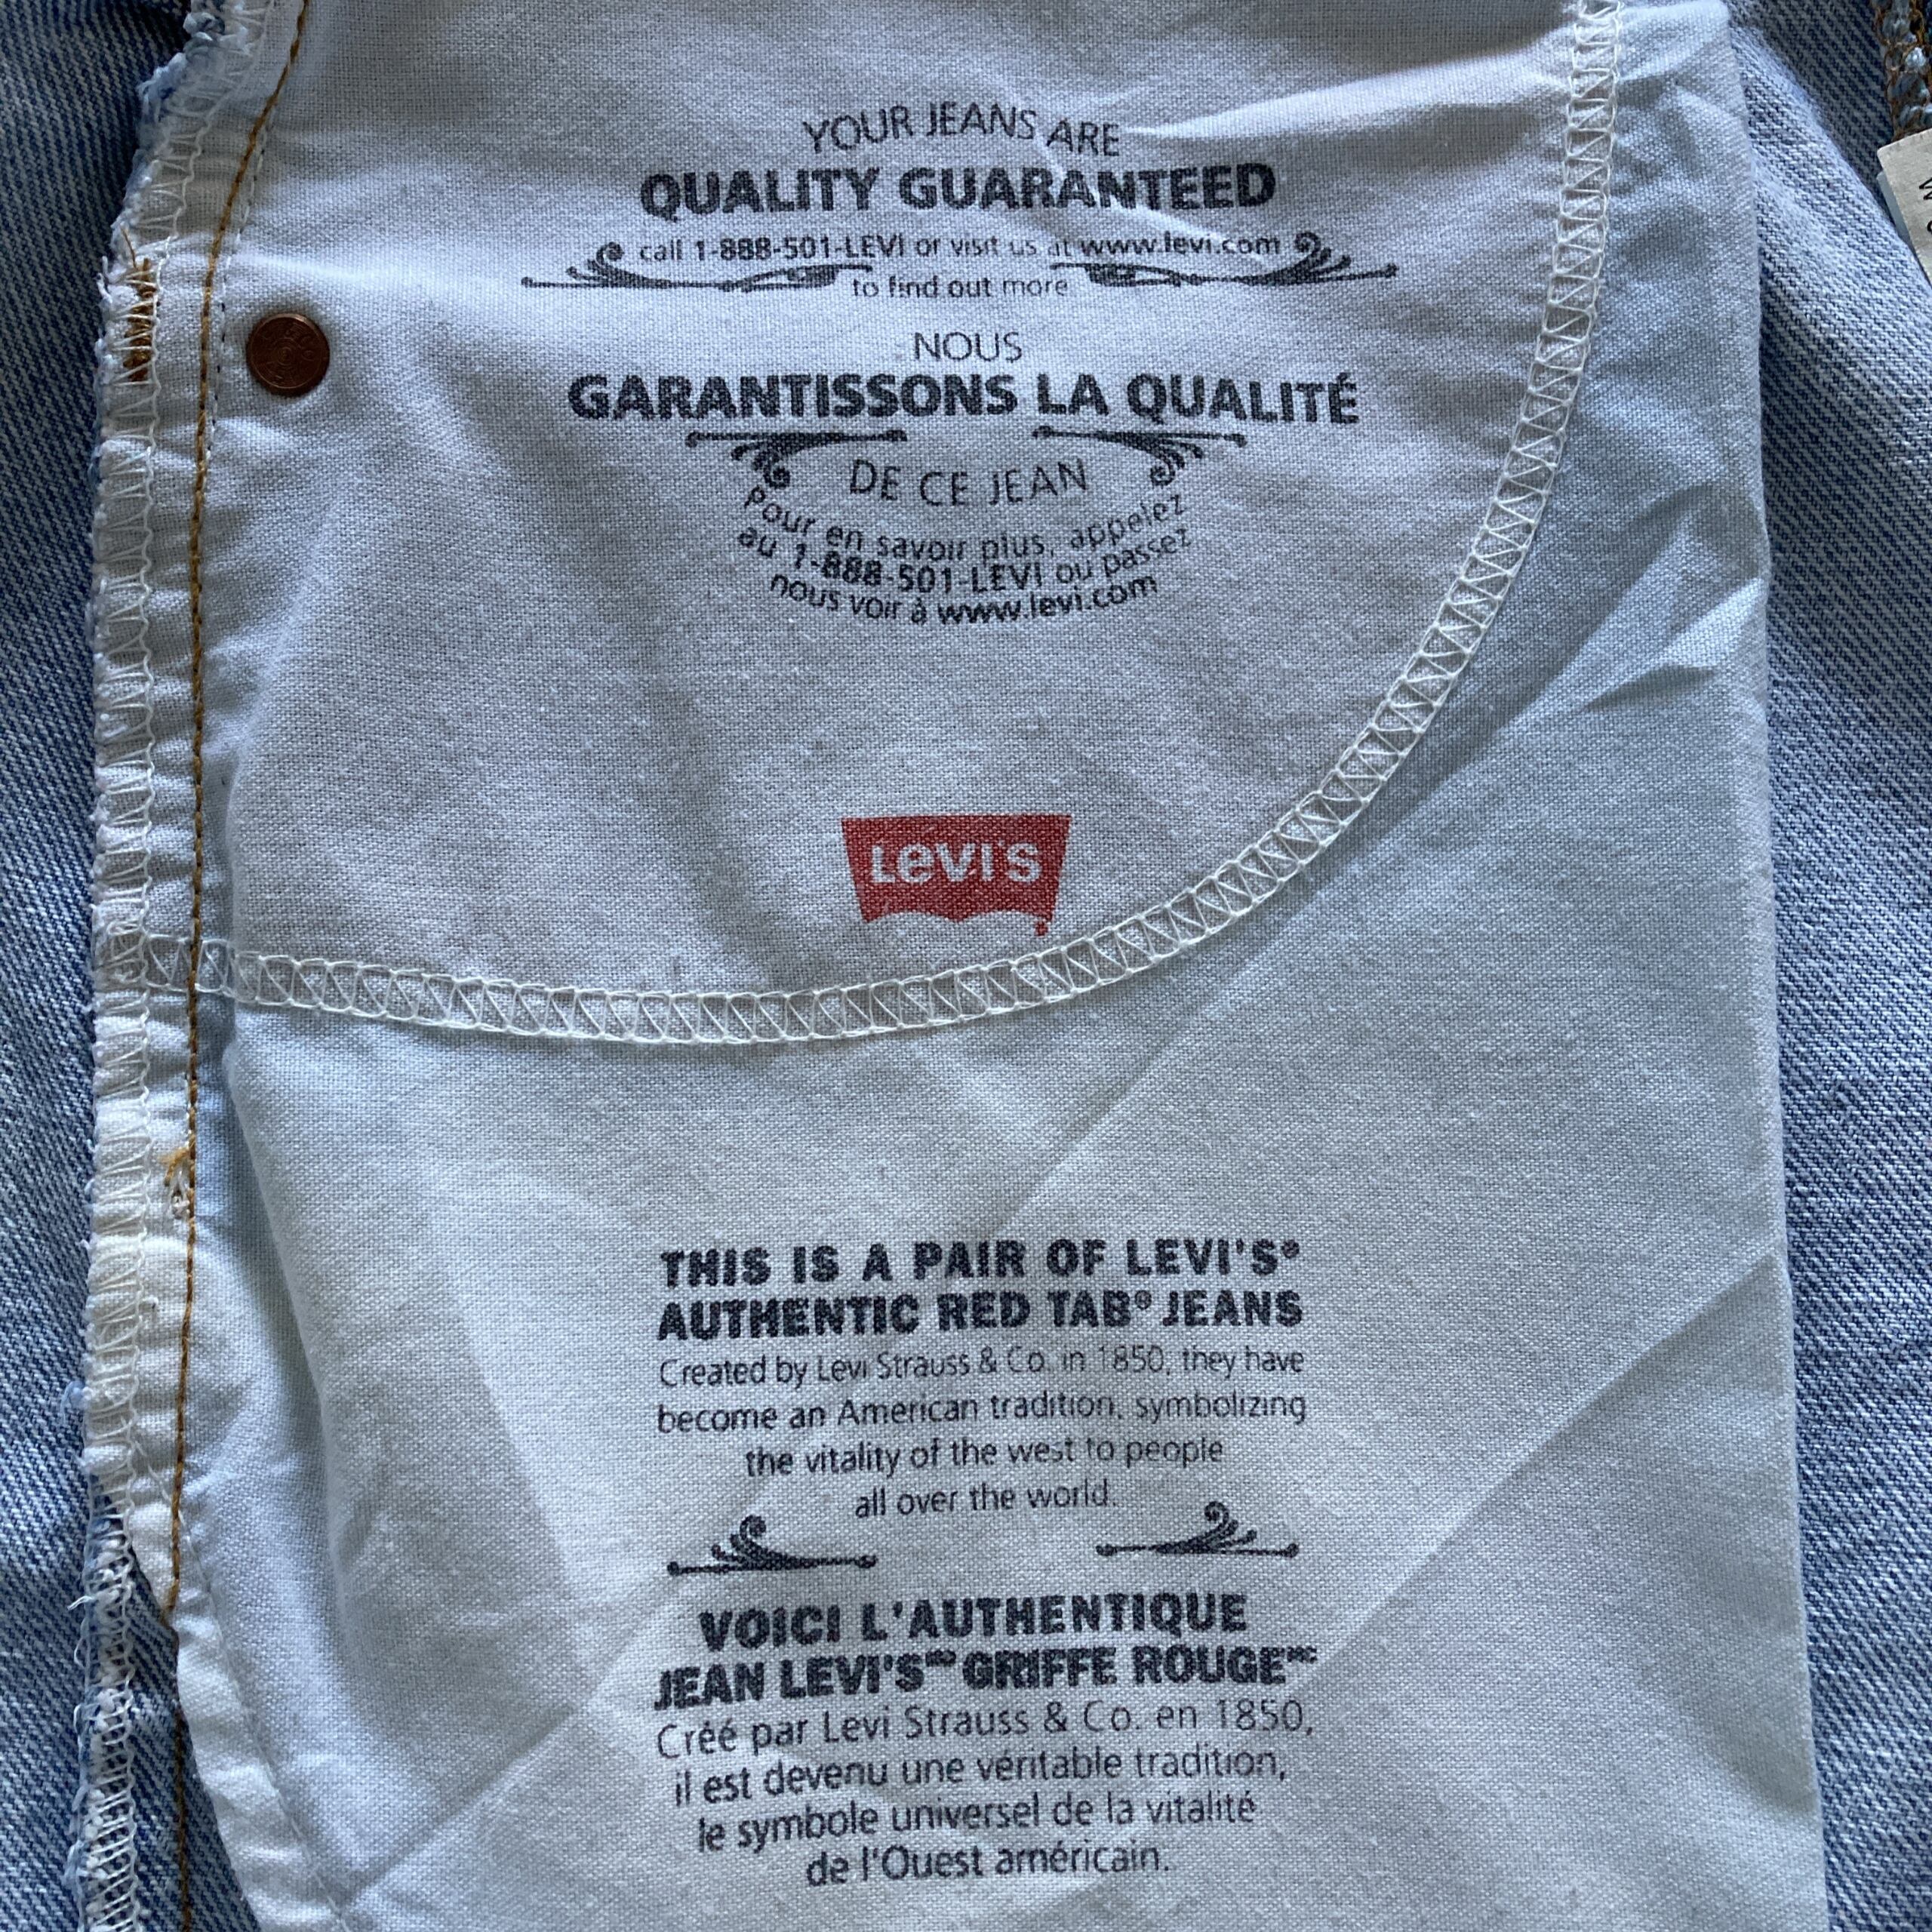 YOUR JEANS ARE
QUALITY GUARANTEED
call 1-888-501-LEVI or visit us at www.levi.com
to find out more
NOUS
GARANTISSONS LA QUALITÉ
DE CE JEAN
Pour en savoir plus, appelez
au 1-888-501-LEVI ou passez
nous voir à www.levi.com
LEVI'S
THIS IS A PAIR OF LEVI'S®
AUTHENTIC RED TAB® JEANS
Created by Levi Strauss & Co. in 1850, they have
become an American tradition, symbolizing
the vitality of the west to people
all over the world.
VOICI L'AUTHENTIQUE
JEAN LEVI'S GRIFFE ROUGE
Créé par Levi Strauss & Co. en 1850,
il est devenu une véritable tradition,
le symbole universel de la vitalité
de l'Ouest américain.